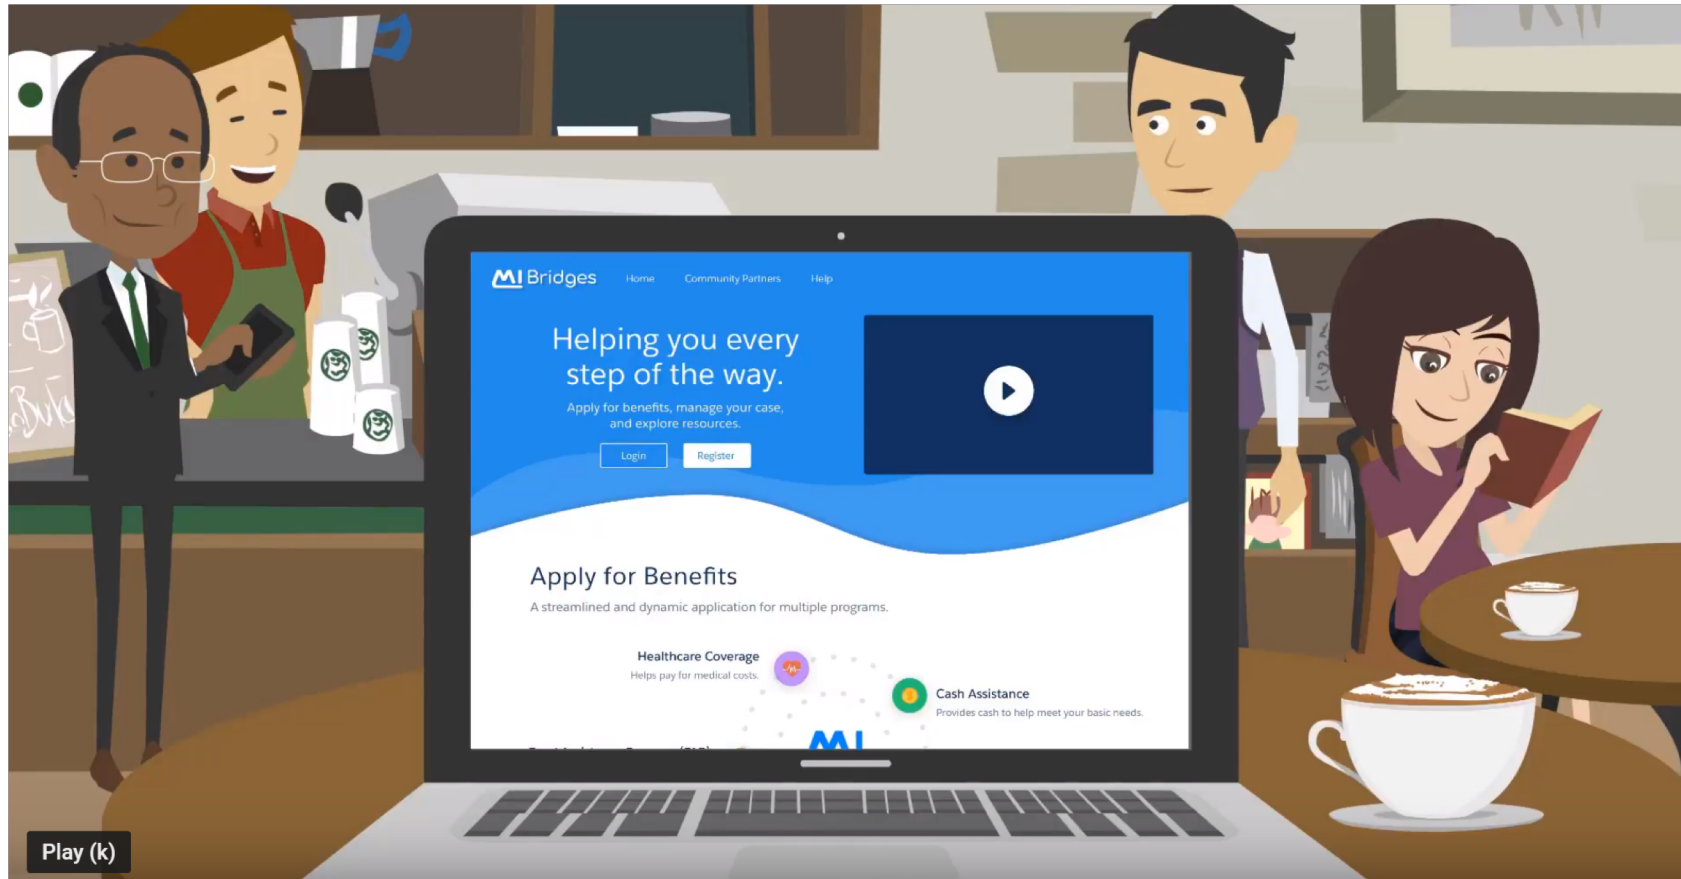 MI Bridges
Home
Community Partners
Help
Helping you every
step of the way.
Apply for benefits, manage your case,
and explore resources.
Login
Register
Apply for Benefits
A streamlined and dynamic application for multiple programs.
Healthcare Coverage
Helps pay for medical costs.
Cash Assistance
Provides cash to help meet your basic needs.
MI
Play (k)